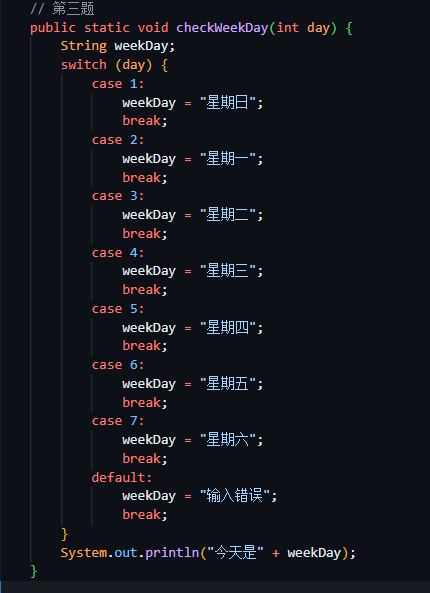 // 第三题
public static void checkWeekDay(int day) {
    String weekDay;
    switch (day) {
        case 1:
            weekDay = "星期日";
            break;
        case 2:
            weekDay = "星期一";
            break;
        case 3:
            weekDay = "星期二";
            break;
        case 4:
            weekDay = "星期三";
            break;
        case 5:
            weekDay = "星期四";
            break;
        case 6:
            weekDay = "星期五";
            break;
        case 7:
            weekDay = "星期六";
            break;
        default:
            weekDay = "输入错误";
            break;
    }
    System.out.println("今天是" + weekDay);
}